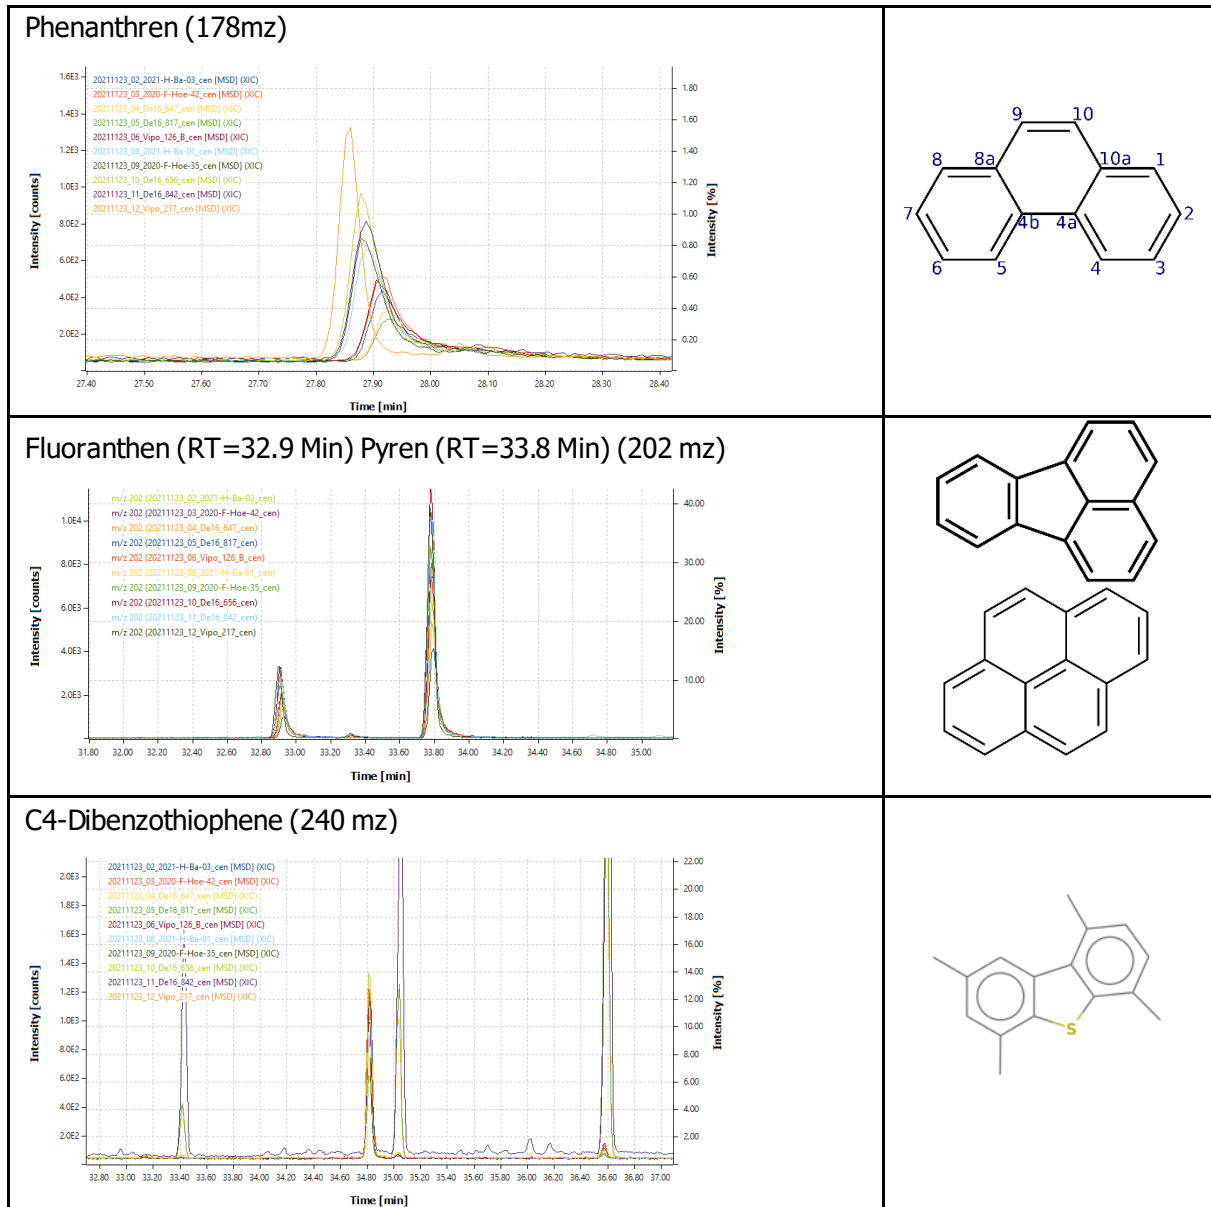 Phenanthren (178mz)
1.6E3
1.4E3
1.2E3
1.0E3
8.0E2
6.0E2
4.0E2
2.0E2
Intensity [counts]
20211123_02_2021-H-Ba-03_cen [MSD] (XIC)
20211123_03_2020-F-Hoe-42_cen [MSD] (XIC)
20211123_04_De16_647_cen [MSD] (XIC)
20211123_05_De16_817_cen [MSD] (XIC)
20211123_06_Vipo_126_B_cen [MSD] (XIC)
20211123_08_2021-H-Ba-01_cen [MSD] (XIC)
20211123_09_2020-F-Hoe-35_cen [MSD] (XIC)
20211123_10_De16_656_cen [MSD] (XIC)
20211123_11_De16_842_cen [MSD] (XIC)
20211123_12_Vipo_217_cen [MSD] (XIC)
1.80
1.60
1.40
1.20
1.00
0.80
0.60
0.40
0.20
Intensity [%]
27.40 27.50 27.60 27.70 27.80 27.90 28.00 28.10 28.20 28.30 28.40
Time [min]
9 10
8 8a 10a 1
7 2
4b 4a
6 5 4 3
Fluoranthen (RT=32.9 Min) Pyren (RT=33.8 Min) (202 mz)
1.0E4
8.0E3
6.0E3
4.0E3
2.0E3
Intensity [counts]
m/z 202 (20211123_02_2021-H-Ba-03_cen)
m/z 202 (20211123_03_2020-F-Hoe-42_cen)
m/z 202 (20211123_04_De16_647_cen)
m/z 202 (20211123_05_De16_817_cen)
m/z 202 (20211123_06_Vipo_126_B_cen)
m/z 202 (20211123_08_2021-H-Ba-01_cen)
m/z 202 (20211123_09_2020-F-Hoe-35_cen)
m/z 202 (20211123_10_De16_656_cen)
m/z 202 (20211123_11_De16_842_cen)
m/z 202 (20211123_12_Vipo_217_cen)
40.00
30.00
20.00
10.00
Intensity [%]
31.80 32.00 32.20 32.40 32.60 32.80 33.00 33.20 33.40 33.60 33.80 34.00 34.20 34.40 34.60 34.80 35.00
Time [min]
C4-Dibenzothiophene (240 mz)
2.0E3
1.8E3
1.6E3
1.4E3
1.2E3
1.0E3
8.0E2
6.0E2
4.0E2
2.0E2
Intensity [counts]
20211123_02_2021-H-Ba-03_cen [MSD] (XIC)
20211123_03_2020-F-Hoe-42_cen [MSD] (XIC)
20211123_04_De16_647_cen [MSD] (XIC)
20211123_05_De16_817_cen [MSD] (XIC)
20211123_06_Vipo_126_B_cen [MSD] (XIC)
20211123_08_2021-H-Ba-01_cen [MSD] (XIC)
20211123_09_2020-F-Hoe-35_cen [MSD] (XIC)
20211123_10_De16_656_cen [MSD] (XIC)
20211123_11_De16_842_cen [MSD] (XIC)
20211123_12_Vipo_217_cen [MSD] (XIC)
22.00
20.00
18.00
16.00
14.00
12.00
10.00
8.00
6.00
4.00
2.00
Intensity [%]
32.80 33.00 33.20 33.40 33.60 33.80 34.00 34.20 34.40 34.60 34.80 35.00 35.20 35.40 35.60 35.80 36.00 36.20 36.40 36.60 36.80 37.00
Time [min]
S